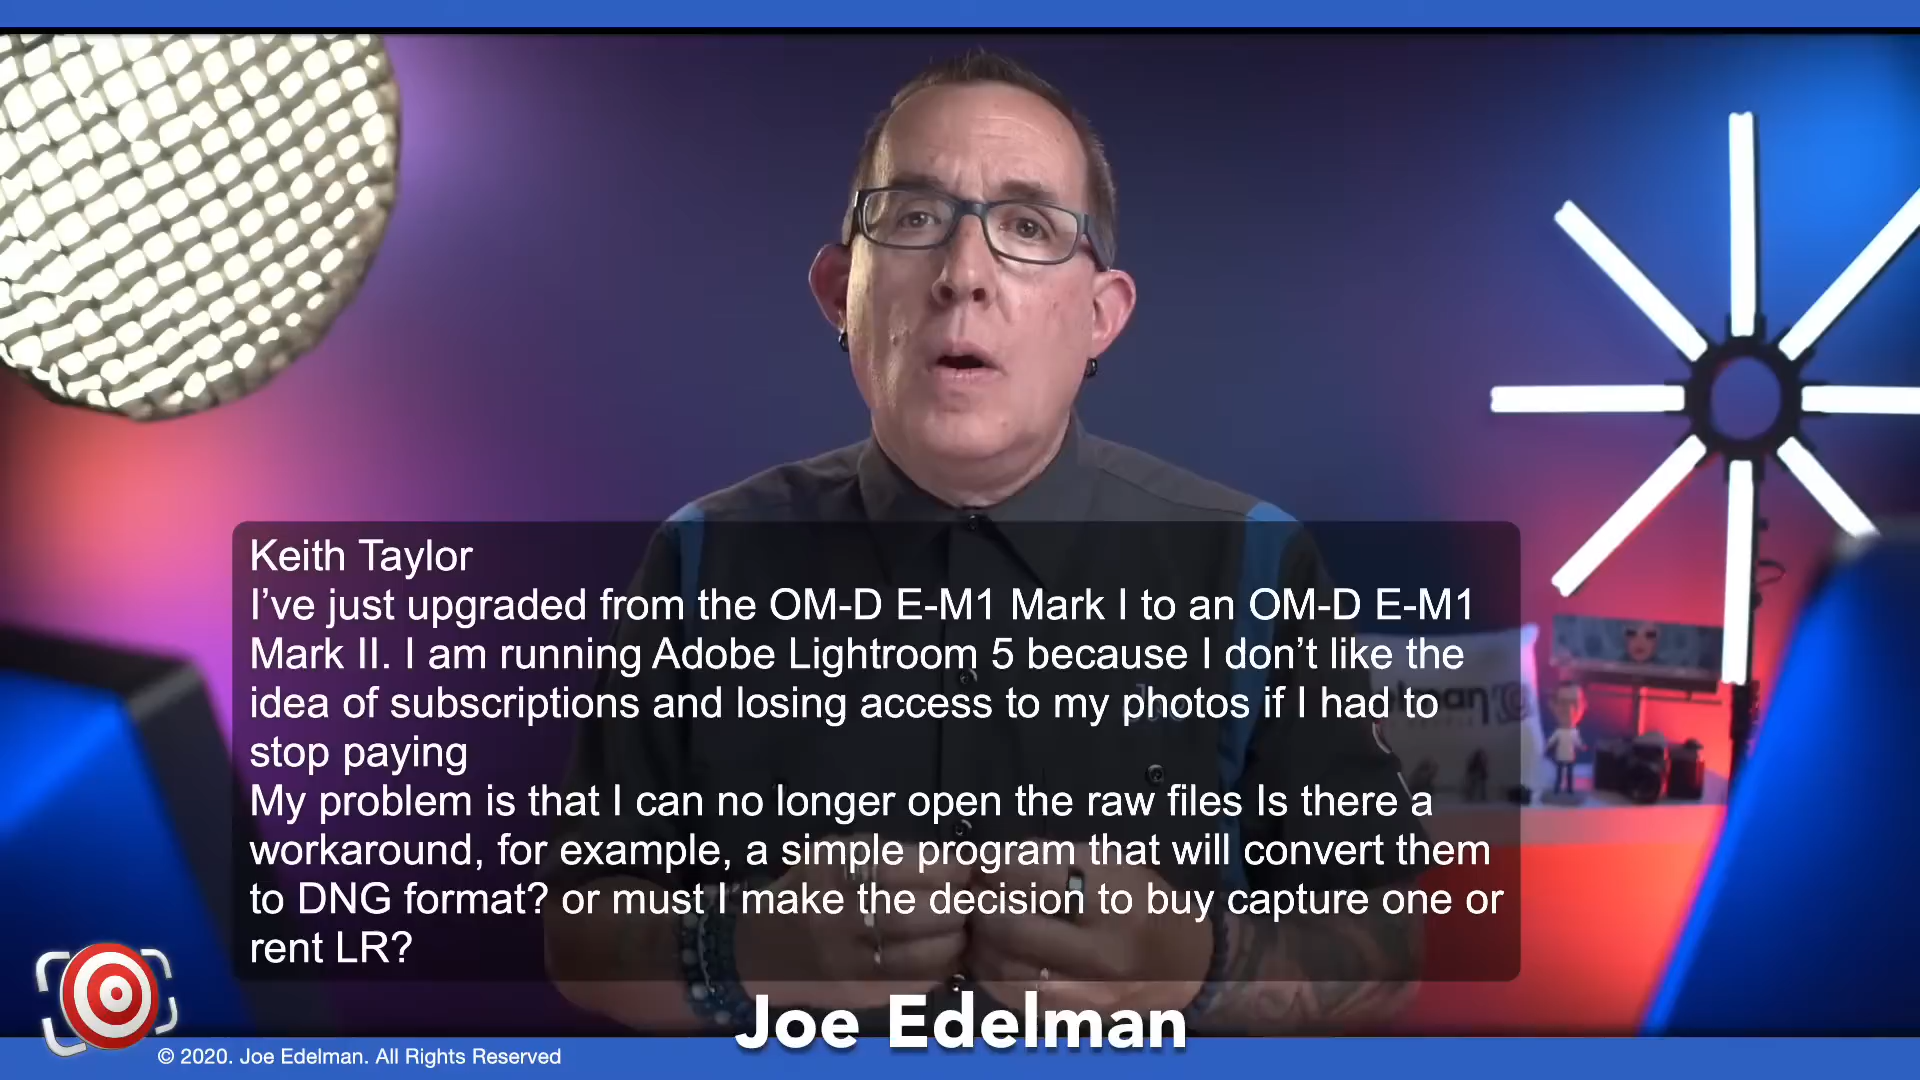 Keith Taylor
I’ve just upgraded from the OM-D E-M1 Mark I to an OM-D E-M1
Mark II. I am running Adobe Lightroom 5 because I don’t like the
idea of subscriptions and losing access to my photos if I had to
stop paying
My problem is that I can no longer open the raw files Is there a
workaround, for example, a simple program that will convert them
to DNG format? or must I make the decision to buy capture one or
rent LR?
Joe Edelman
© 2020. Joe Edelman. All Rights Reserved